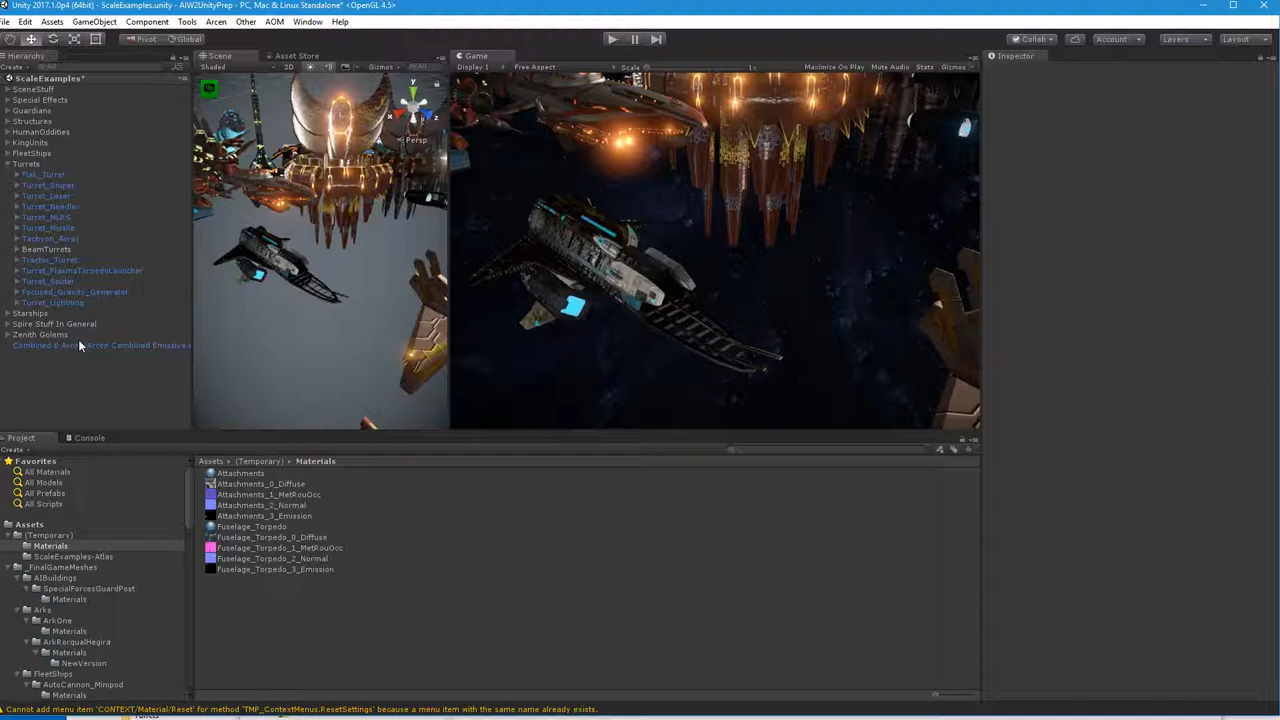 Unity 2017.1.0p4 (64bit) - ScaleExamples.unity - AIW2UnityPrep - PC, Mac & Linux Standalone* <OpenGL 4.5>
File Edit Assets GameObject Component Tools Arcen Other AOM Window Help
Pivot Global Collab Account Layers Layout
Hierarchy Scene Asset Store Game Inspector
Create Shaded 2D Gizmos Display 1 Free Aspect Scale 1x Maximize On Play Mute Audio Stats Gizmos
ScaleExamples*
SceneStuff
Special Effects
Guardians
Structures
HumanOddities
KingUnits
FleetShips
Turrets
Flak_Turret
Turret_Sniper
Turret_Laser
Turret_Needler
Turret_MLRS
Turret_Missile
Tachyon_Array
BeamTurrets
Tractor_Turret
Turret_PlasmaTorpedoLauncher
Turret_Spider
Focused_Gravity_Generator
Turret_Lightning
Starships
Spire Stuff In General
Zenith Golems
Combined 0 Arcen Combined Emissive
y
x
z
Persp
Project Console
Create
Favorites
All Materials
All Models
All Prefabs
All Scripts
Assets
(Temporary)
Materials
ScaleExamples-Atlas
_FinalGameMeshes
AIBuildings
SpecialForcesGuardPost
Materials
Arks
ArkOne
Materials
ArkRorqualHegira
Materials
NewVersion
FleetShips
AutoCannon_Minipod
Materials
Assets (Temporary) Materials
Attachments
Attachments_0_Diffuse
Attachments_1_MetRouOcc
Attachments_2_Normal
Attachments_3_Emission
Fuselage_Torpedo
Fuselage_Torpedo_0_Diffuse
Fuselage_Torpedo_1_MetRouOcc
Fuselage_Torpedo_2_Normal
Fuselage_Torpedo_3_Emission
Cannot add menu item 'CONTEXT/Material/Reset' for method 'TMP_ContextMenus.ResetSettings' because a menu item with the same name already exists.